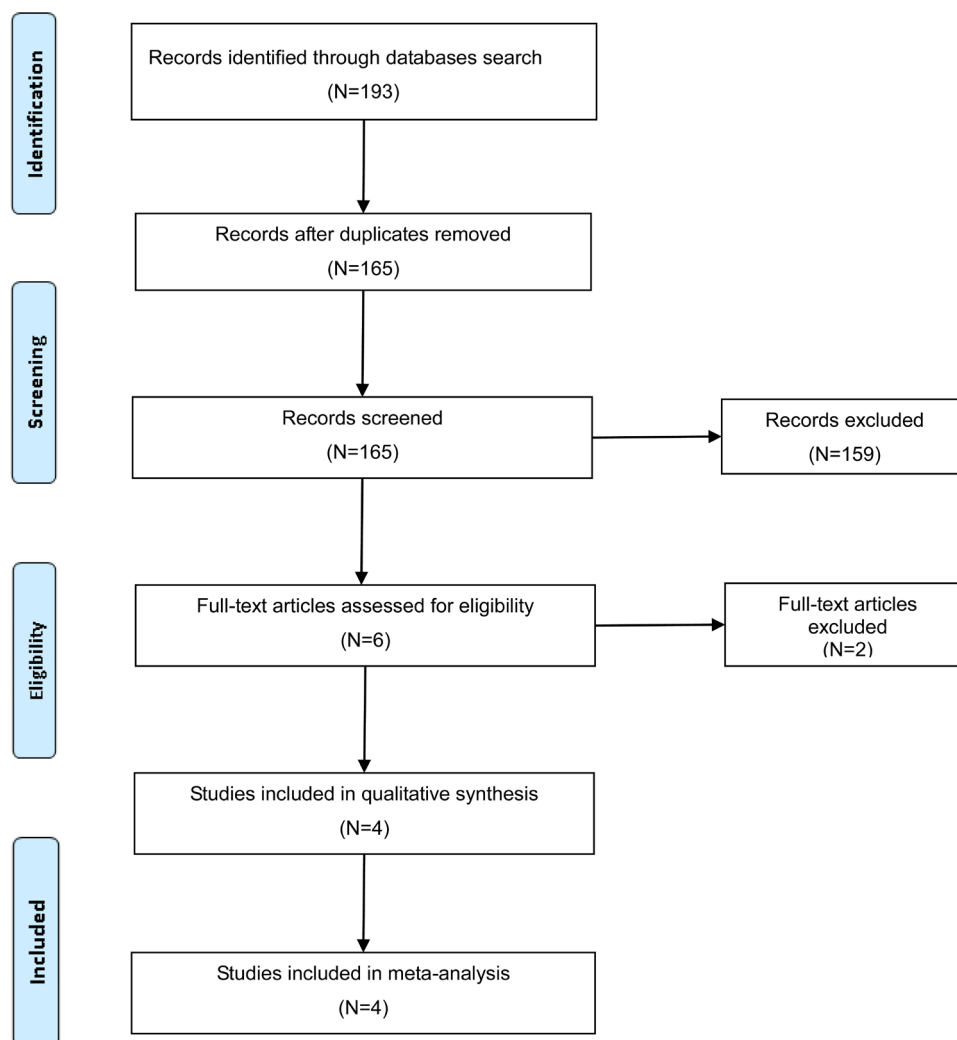 Identification
Records identified through databases search
(N=193)
Records after duplicates removed
(N=165)
Screening
Records screened
(N=165)
Records excluded
(N=159)
Eligibility
Full-text articles assessed for eligibility
(N=6)
Full-text articles
excluded
(N=2)
Studies included in qualitative synthesis
(N=4)
Included
Studies included in meta-analysis
(N=4)